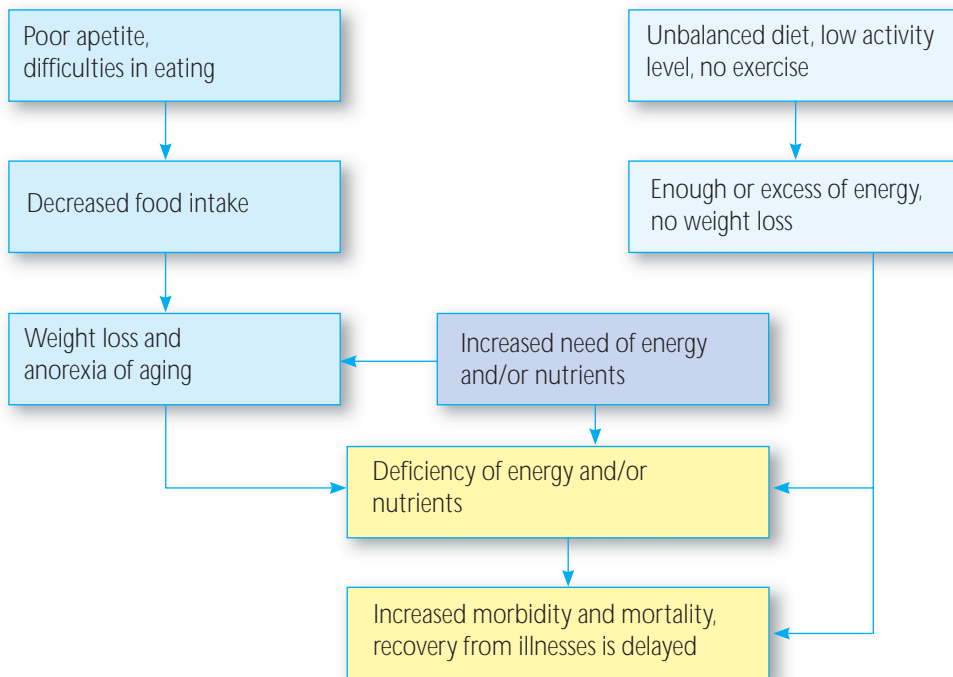 Poor apetite,
difficulties in eating
Unbalanced diet, low activity
level, no exercise
Decreased food intake
Enough or excess of energy,
no weight loss
Weight loss and
anorexia of aging
Increased need of energy
and/or nutrients
Deficiency of energy and/or
nutrients
Increased morbidity and mortality,
recovery from illnesses is delayed